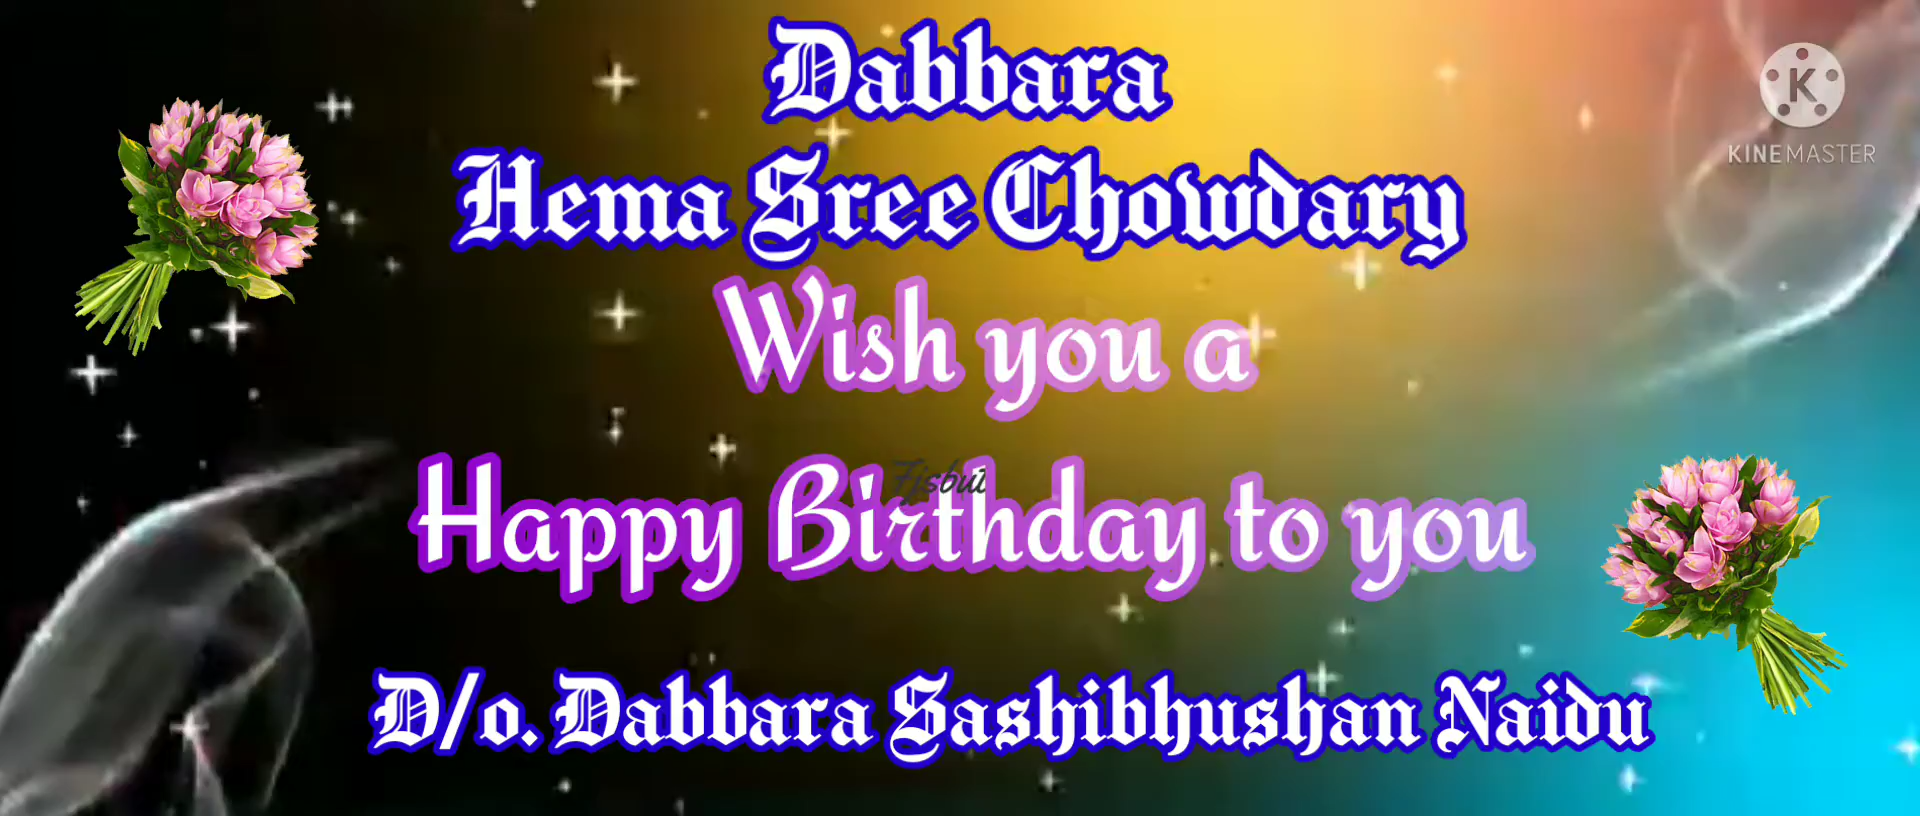 Dabbara
Hema Sree Chowdary
Wish you a
Happy Birthday to you
D/o. Dabbara Sashibhushan Naidu
KINEMASTER